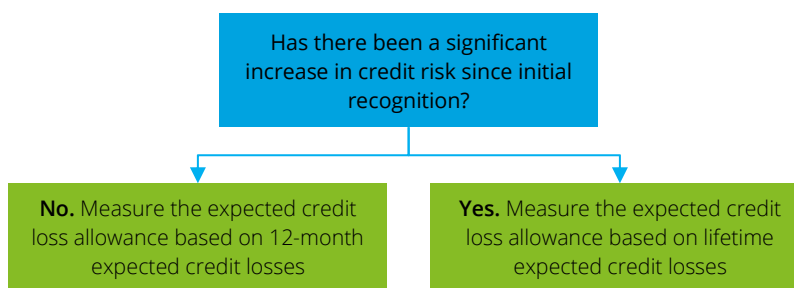 Has there been a significant
increase in credit risk since initial
recognition?
No. Measure the expected credit
loss allowance based on 12-month
expected credit losses
Yes. Measure the expected credit
loss allowance based on lifetime
expected credit losses